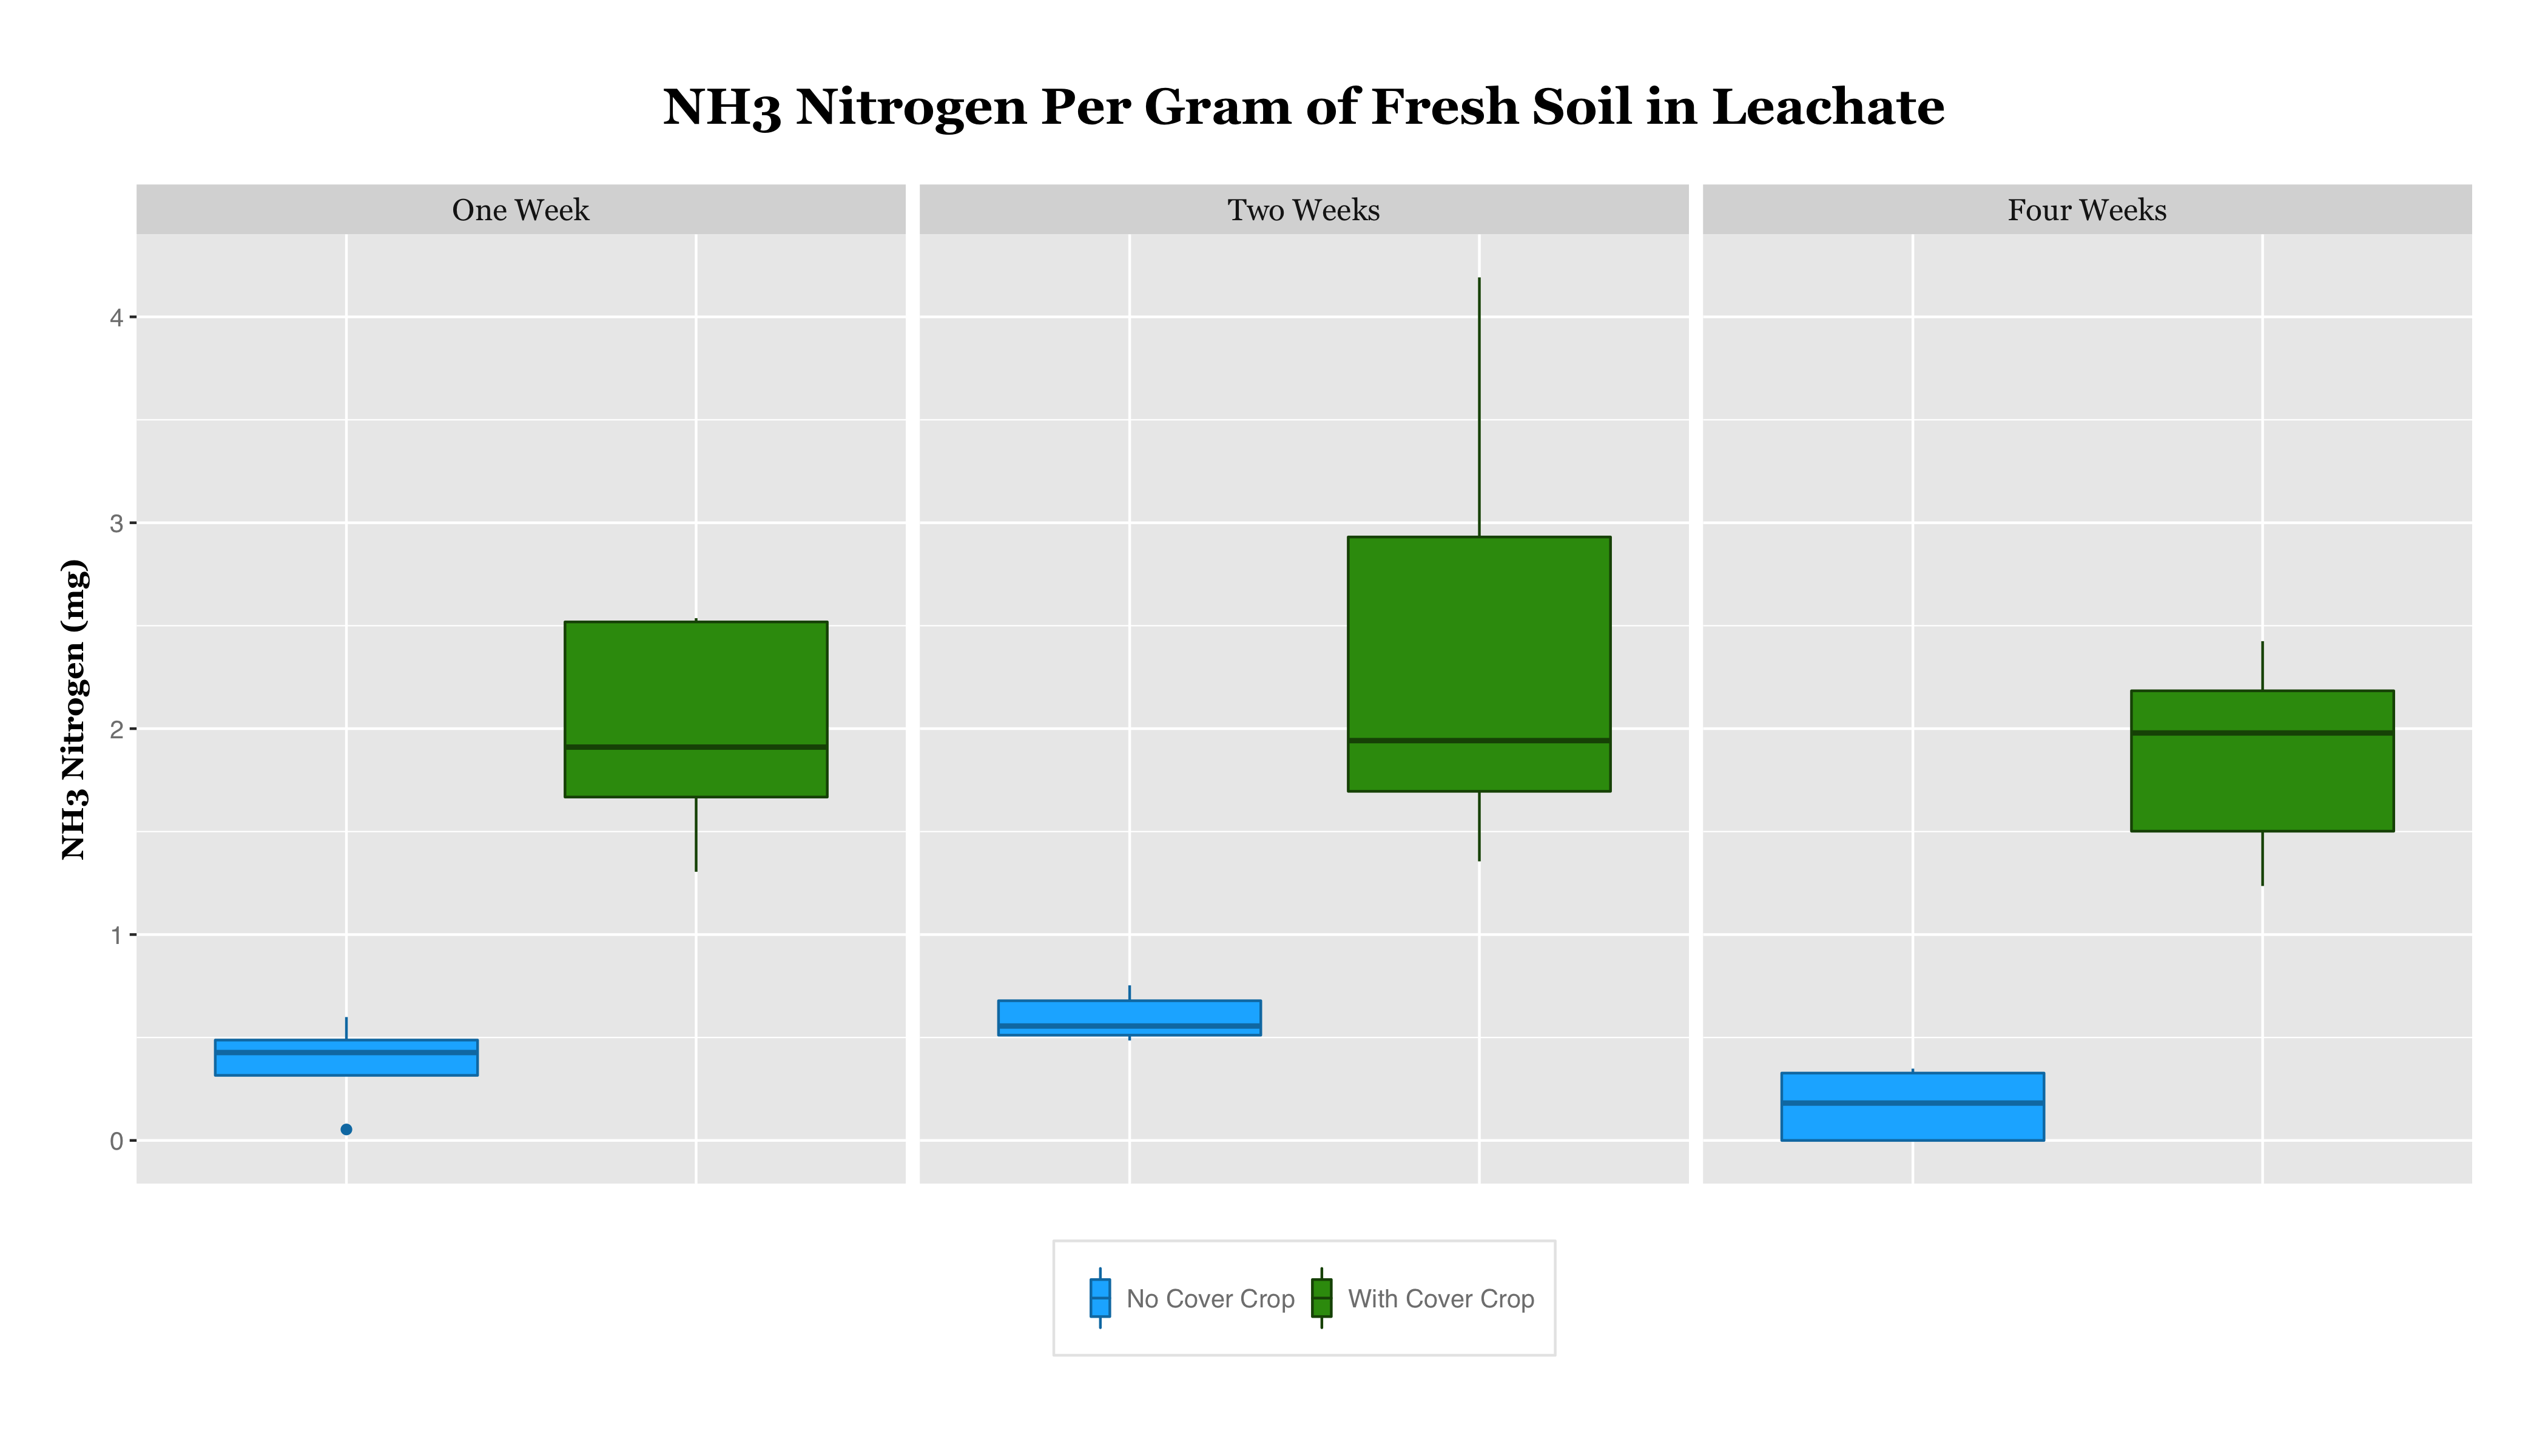 NH3 Nitrogen Per Gram of Fresh Soil in Leachate
One Week
Two Weeks
Four Weeks
NH3 Nitrogen (mg)
4
3
2
1
0
No Cover Crop
With Cover Crop